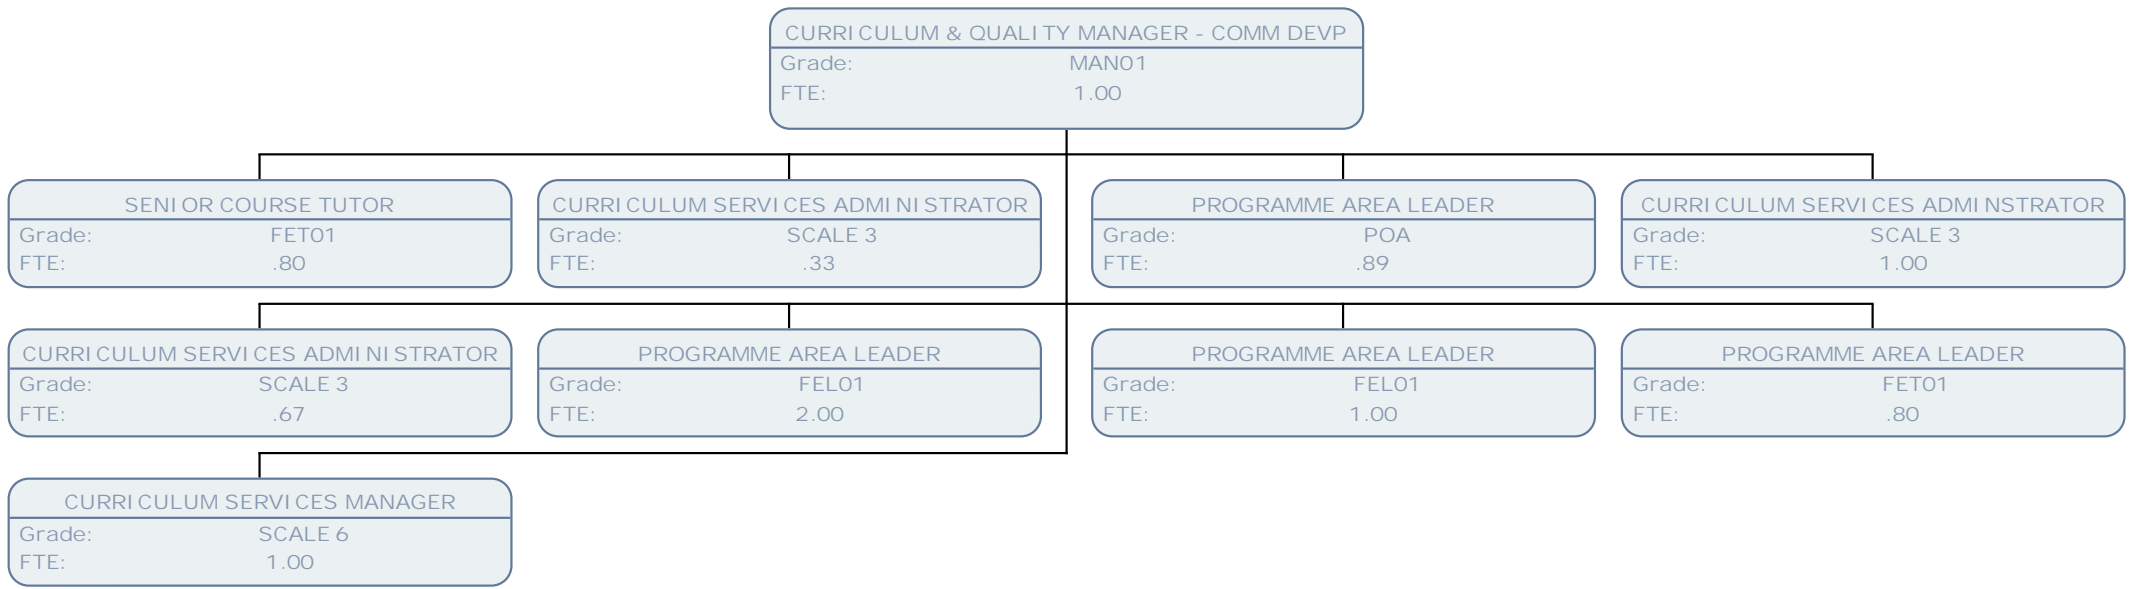 CURRICULUM & QUALITY MANAGER - COMM DEVP
Grade: MAN01
FTE: 1.00
SENIOR COURSE TUTOR
Grade: FET01
FTE: .80
CURRICULUM SERVICES ADMINISTRATOR
Grade: SCALE 3
FTE: .33
PROGRAMME AREA LEADER
Grade: POA
FTE: .89
CURRICULUM SERVICES ADMINSTRATOR
Grade: SCALE 3
FTE: 1.00
CURRICULUM SERVICES ADMINISTRATOR
Grade: SCALE 3
FTE: .67
PROGRAMME AREA LEADER
Grade: FEL01
FTE: 2.00
PROGRAMME AREA LEADER
Grade: FEL01
FTE: 1.00
PROGRAMME AREA LEADER
Grade: FET01
FTE: .80
CURRICULUM SERVICES MANAGER
Grade: SCALE 6
FTE: 1.00